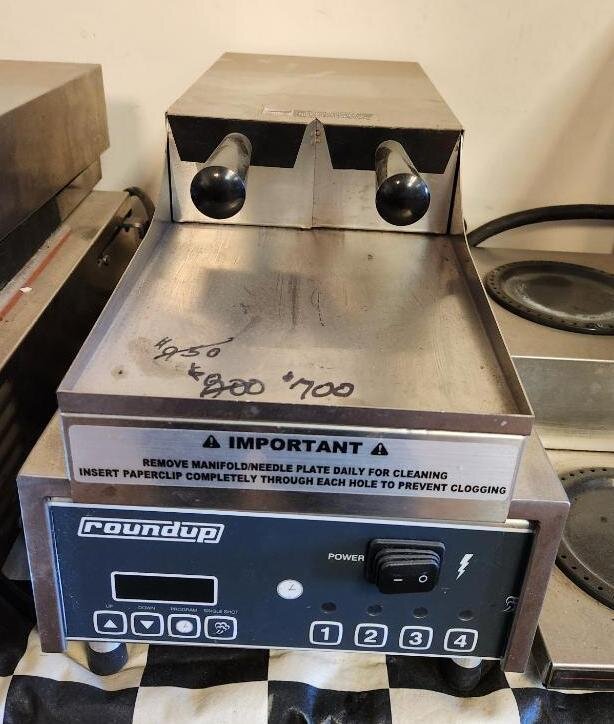 $950
$800 $700
⚠ IMPORTANT ⚠
REMOVE MANIFOLD/NEEDLE PLATE DAILY FOR CLEANING
INSERT PAPERCLIP COMPLETELY THROUGH EACH HOLE TO PREVENT CLOGGING
roundup
POWER
– O
UP DOWN PROGRAM SINGLE SHOT
1 2 3 4